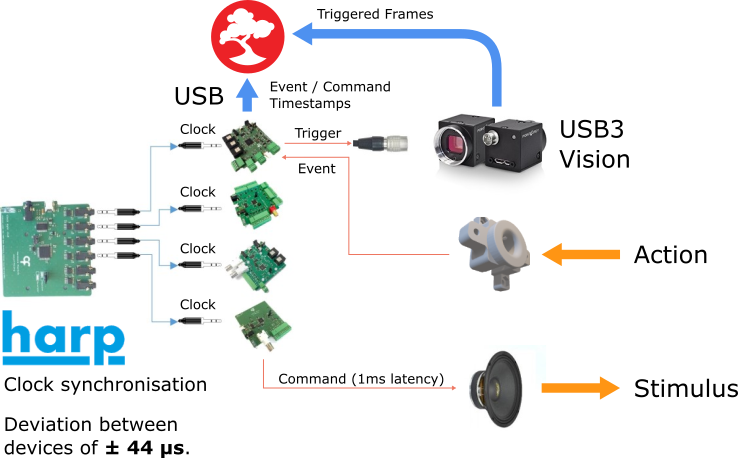 Triggered Frames
USB
Event / Command
Timestamps
Clock
Trigger
USB3
Vision
Event
Clock
Clock
Action
Clock
harp
Command (1ms latency)
Stimulus
Clock synchronisation
Deviation between
devices of ± 44 µs.